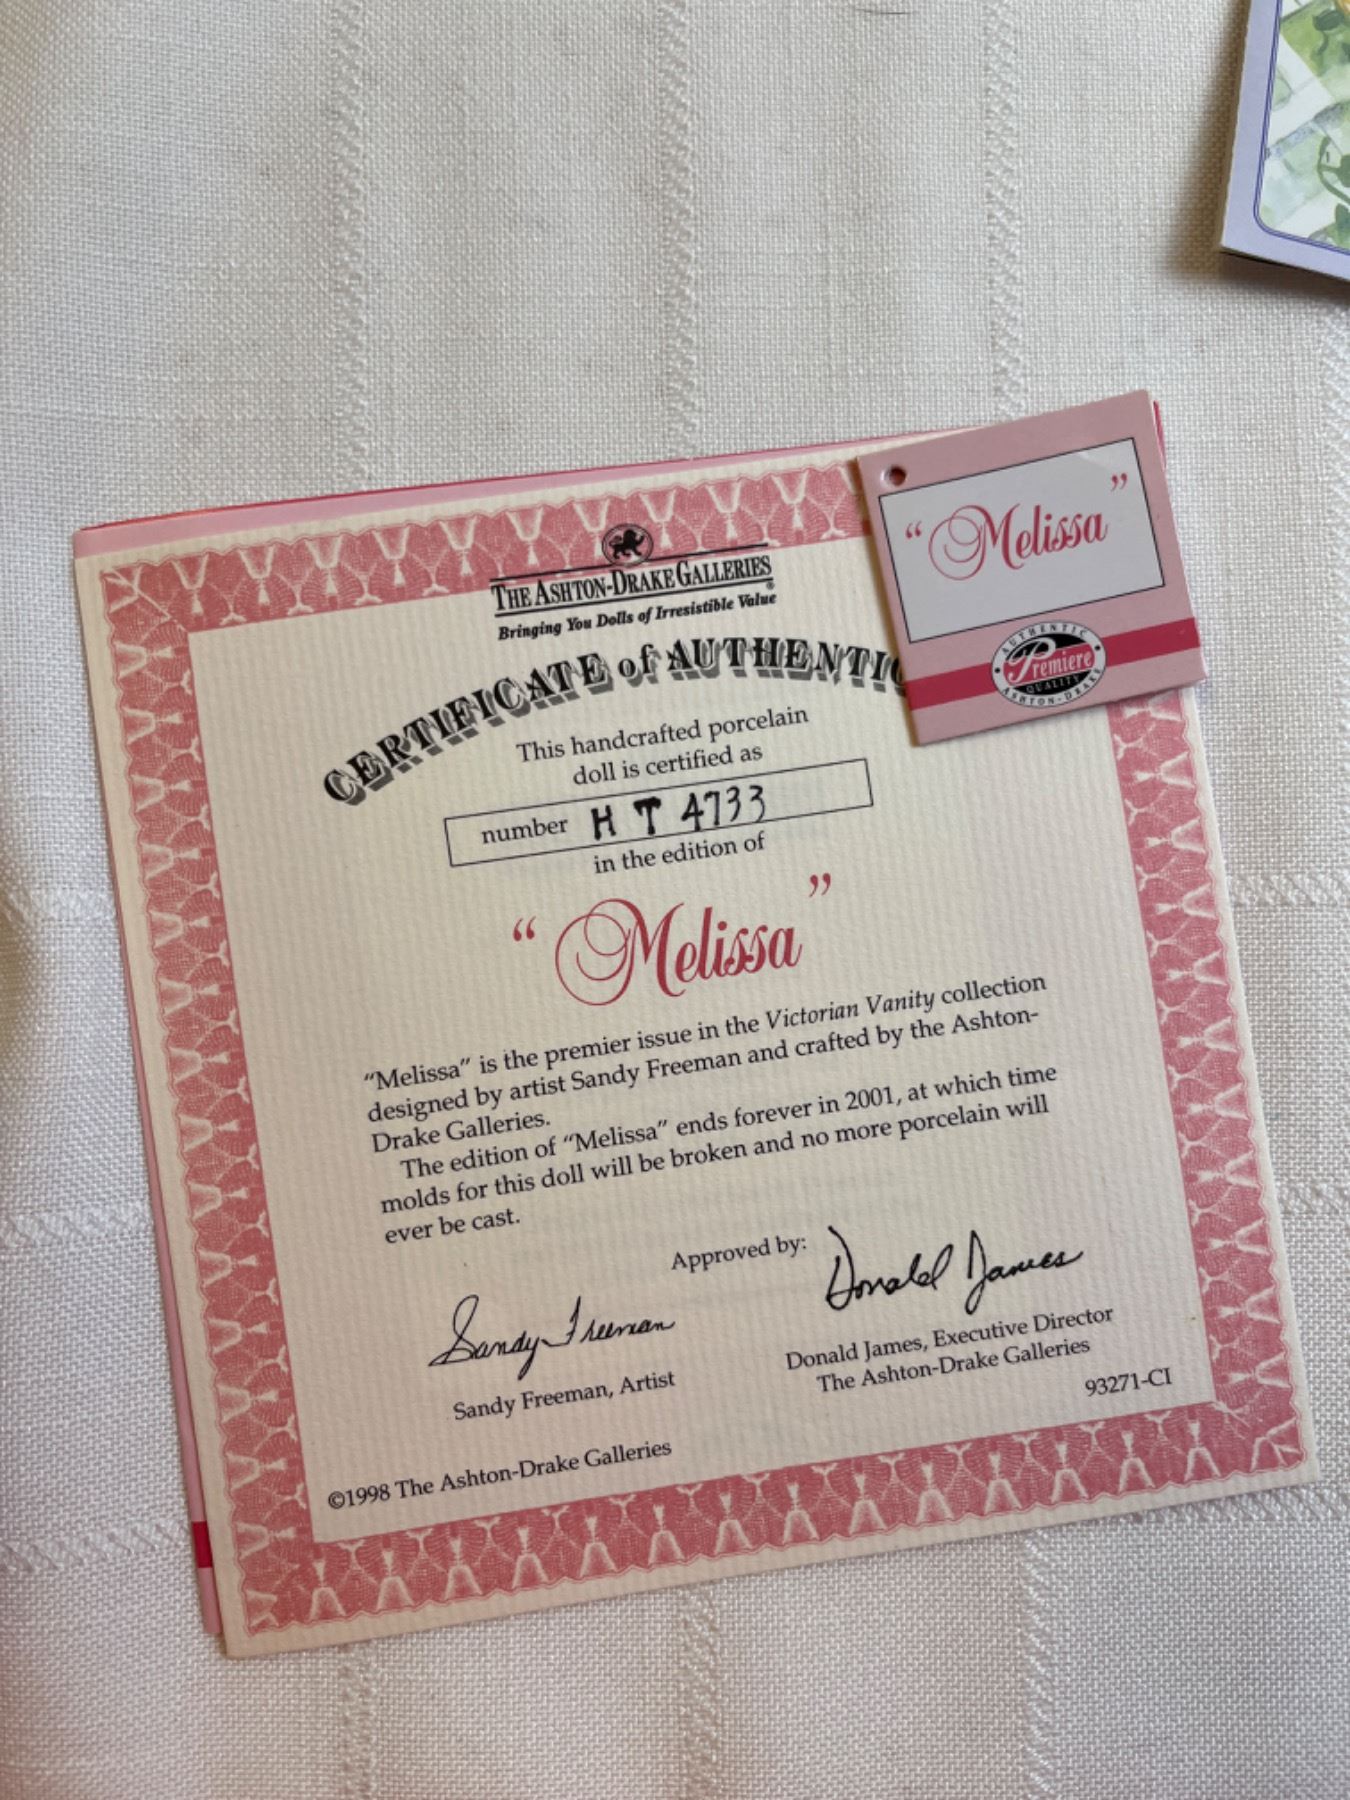 THE ASHTON-DRAKE GALLERIES®
Bringing You Dolls of Irresistible Value
CERTIFICATE of AUTHENTIC
This handcrafted porcelain
doll is certified as
number H T 4733
in the edition of
“Melissa”
“Melissa” is the premier issue in the Victorian Vanity collection
designed by artist Sandy Freeman and crafted by the Ashton-
Drake Galleries.
The edition of “Melissa” ends forever in 2001, at which time
molds for this doll will be broken and no more porcelain will
ever be cast.
Approved by:
Sandy Freeman
Donald James
Sandy Freeman, Artist
Donald James, Executive Director
The Ashton-Drake Galleries
93271-CI
©1998 The Ashton-Drake Galleries
“Melissa”
AUTHENTIC
Premiere
QUALITY
ASHTON-DRAKE